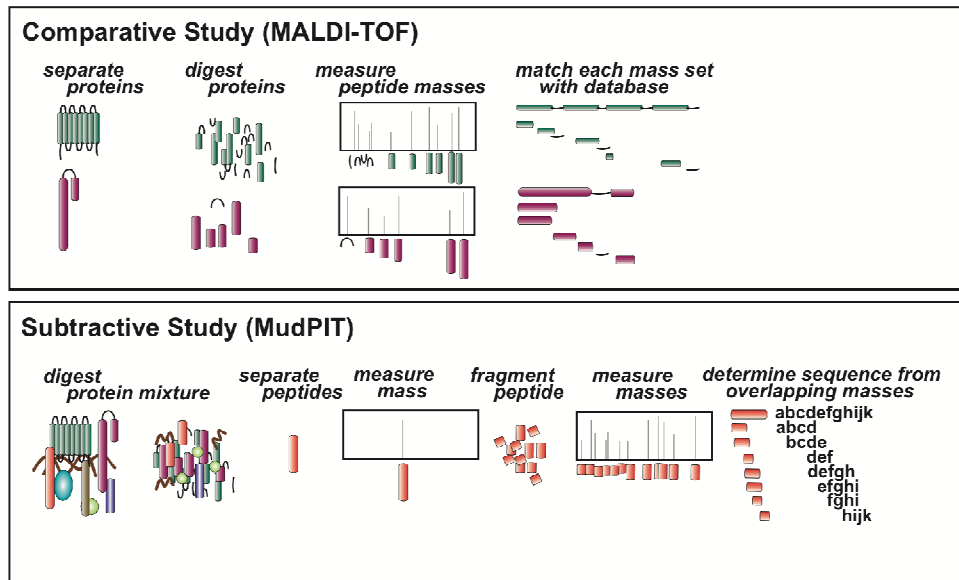 Comparative Study (MALDI-TOF)
separate
proteins
digest
proteins
measure
peptide masses
match each mass set
with database
Subtractive Study (MudPIT)
digest
protein mixture
separate
peptides
measure
mass
fragment
peptide
measure
masses
determine sequence from
overlapping masses
abcdefghijk
abcd
bcde
def
defgh
efghi
fghi
hijk